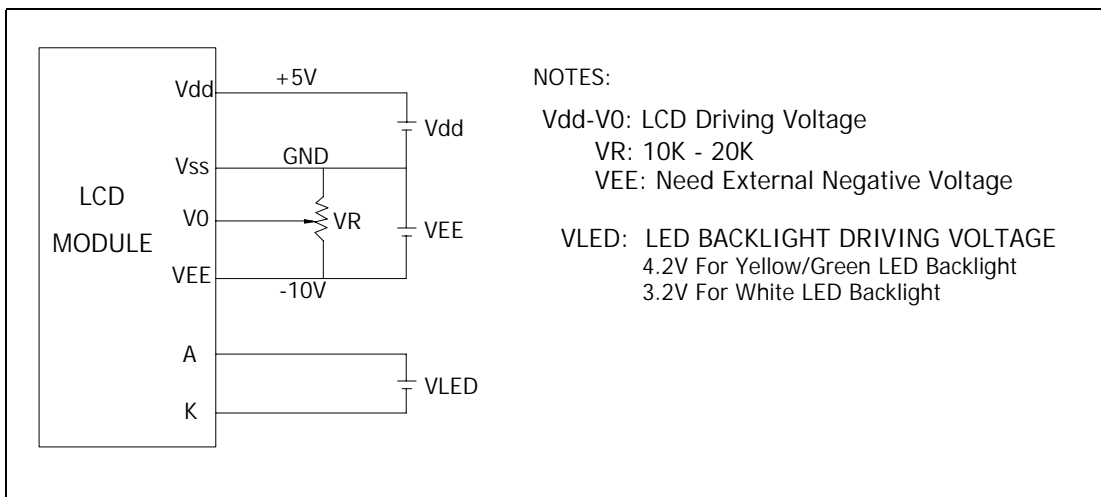 Vdd
+5V
Vdd
Vss
GND
LCD
MODULE
V0
VR
VEE
VEE
-10V
A
VLED
K
NOTES:
Vdd-V0: LCD Driving Voltage
VR: 10K - 20K
VEE: Need External Negative Voltage
VLED: LED BACKLIGHT DRIVING VOLTAGE
4.2V For Yellow/Green LED Backlight
3.2V For White LED Backlight